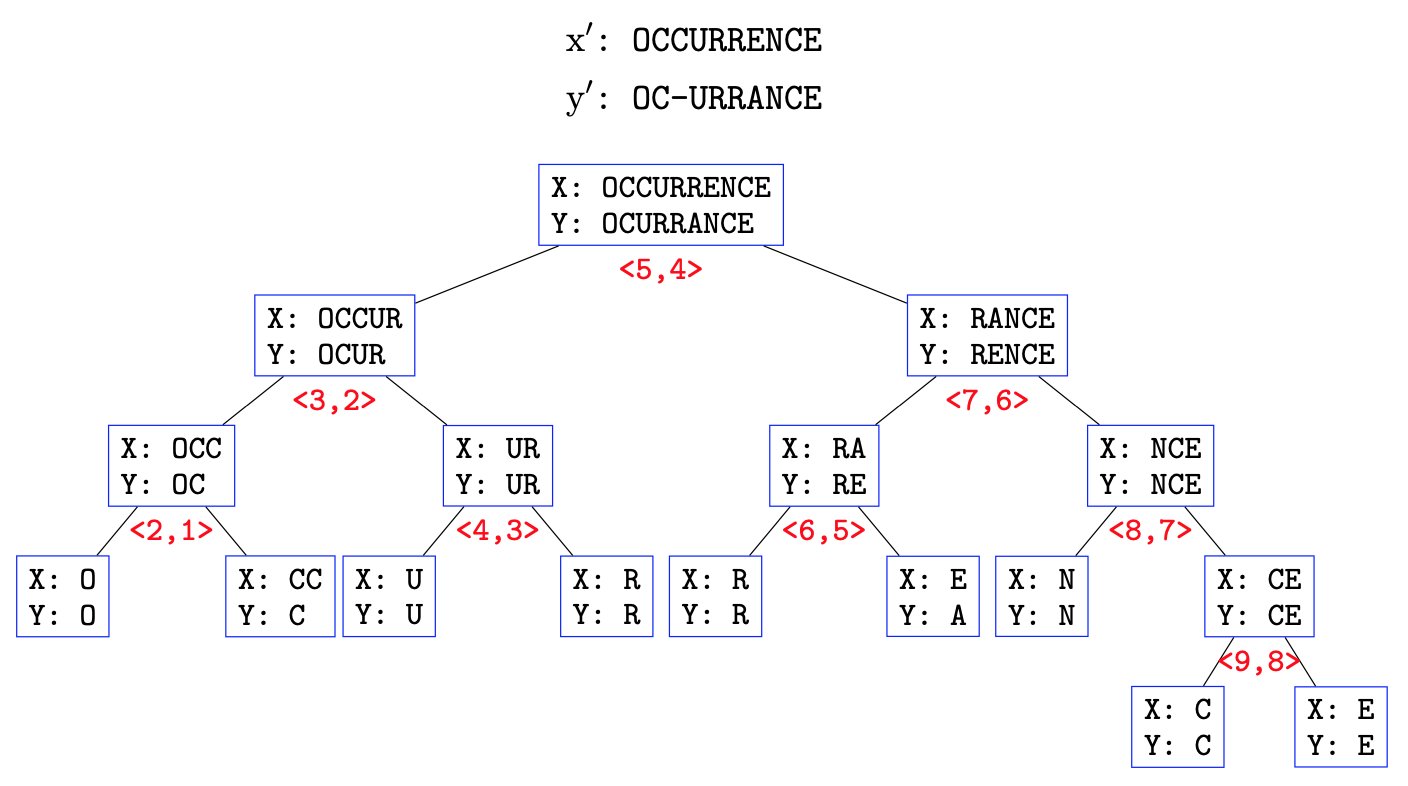 x′: OCCURRENCE
y′: OC-URRANCE
X: OCCURRENCE
Y: OCURRANCE
<5,4>
X: OCCUR
Y: OCUR
X: RANCE
Y: RENCE
<3,2>
<7,6>
X: OCC
Y: OC
X: UR
Y: UR
X: RA
Y: RE
X: NCE
Y: NCE
<2,1>
<4,3>
<6,5>
<8,7>
X: O
Y: O
X: CC
Y: C
X: U
Y: U
X: R
Y: R
X: R
Y: R
X: E
Y: A
X: N
Y: N
X: CE
Y: CE
<9,8>
X: C
Y: C
X: E
Y: E